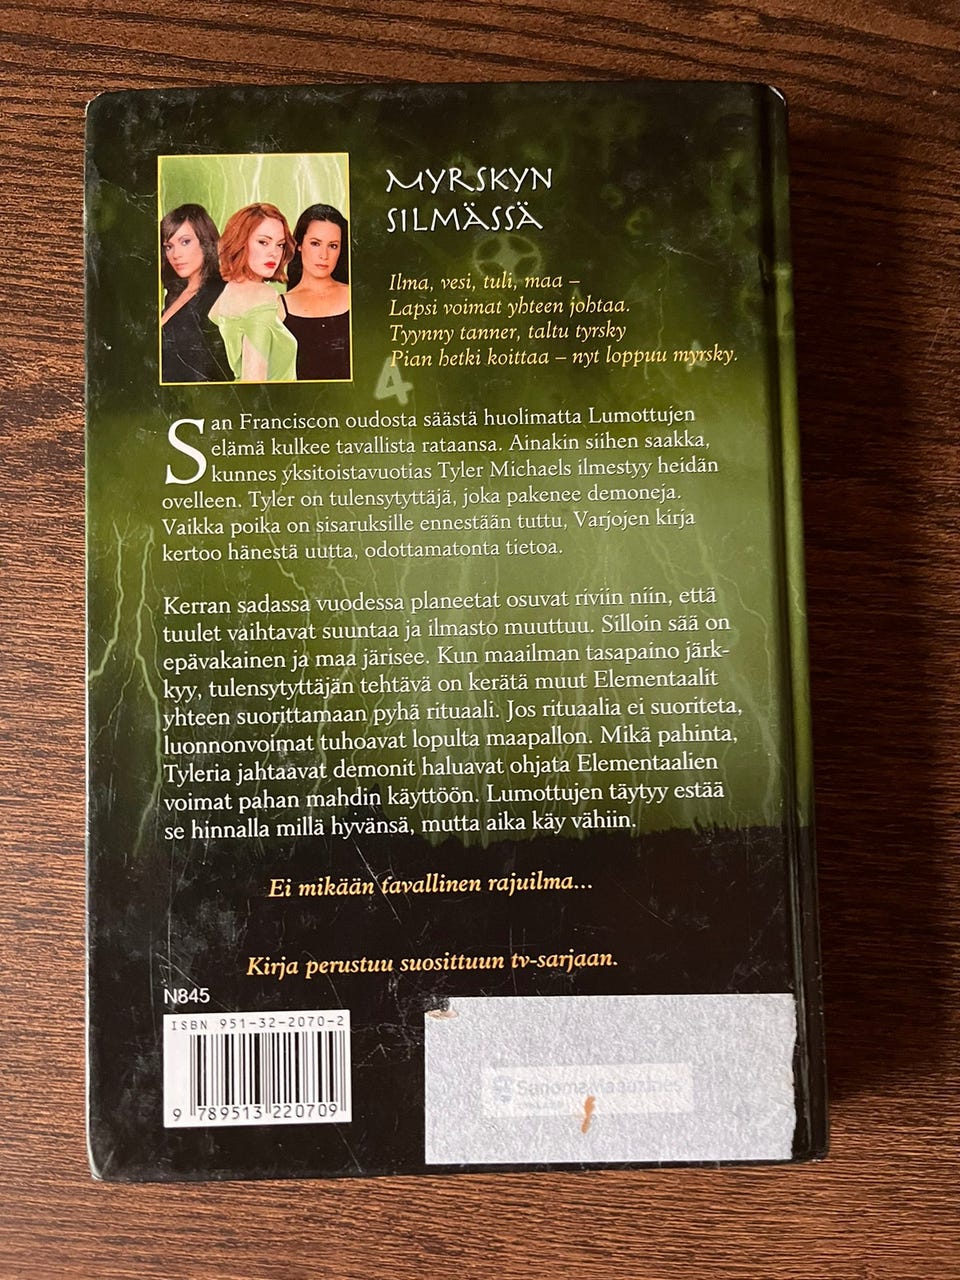 MYRSKYN
SILMÄSSÄ
Ilma, vesi, tuli, maa –
Lapsi voimat yhteen johtaa.
Tyynny tanner, taltu tyrsky
Pian hetki koittaa – nyt loppuu myrsky.
4
San Franciscon oudosta säästä huolimatta Lumottujen
elämä kulkee tavallista rataansa. Ainakin siihen saakka,
kunnes yksitoistavuotias Tyler Michaels ilmestyy heidän
ovelleen. Tyler on tulensytyttäjä, joka pakenee demoneja.
Vaikka poika on sisaruksille ennestään tuttu, Varjojen kirja
kertoo hänestä uutta, odottamatonta tietoa.
Kerran sadassa vuodessa planeetat osuvat riviin niin, että
tuulet vaihtavat suuntaa ja ilmasto muuttuu. Silloin sää on
epävakainen ja maa järisee. Kun maailman tasapaino järk-
kyy, tulensytyttäjän tehtävä on kerätä muut Elementaalit
yhteen suorittamaan pyhä rituaali. Jos rituaalia ei suoriteta,
luonnonvoimat tuhoavat lopulta maapallon. Mikä pahinta,
Tyleria jahtaavat demonit haluavat ohjata Elementaalien
voimat pahan mahdin käyttöön. Lumottujen täytyy estää
se hinnalla millä hyvänsä, mutta aika käy vähiin.
Ei mikään tavallinen rajuilma...
Kirja perustuu suosittuun tv-sarjaan.
N845
ISBN 951-32-2070-2
9 789513 220709
SanomaMagazines